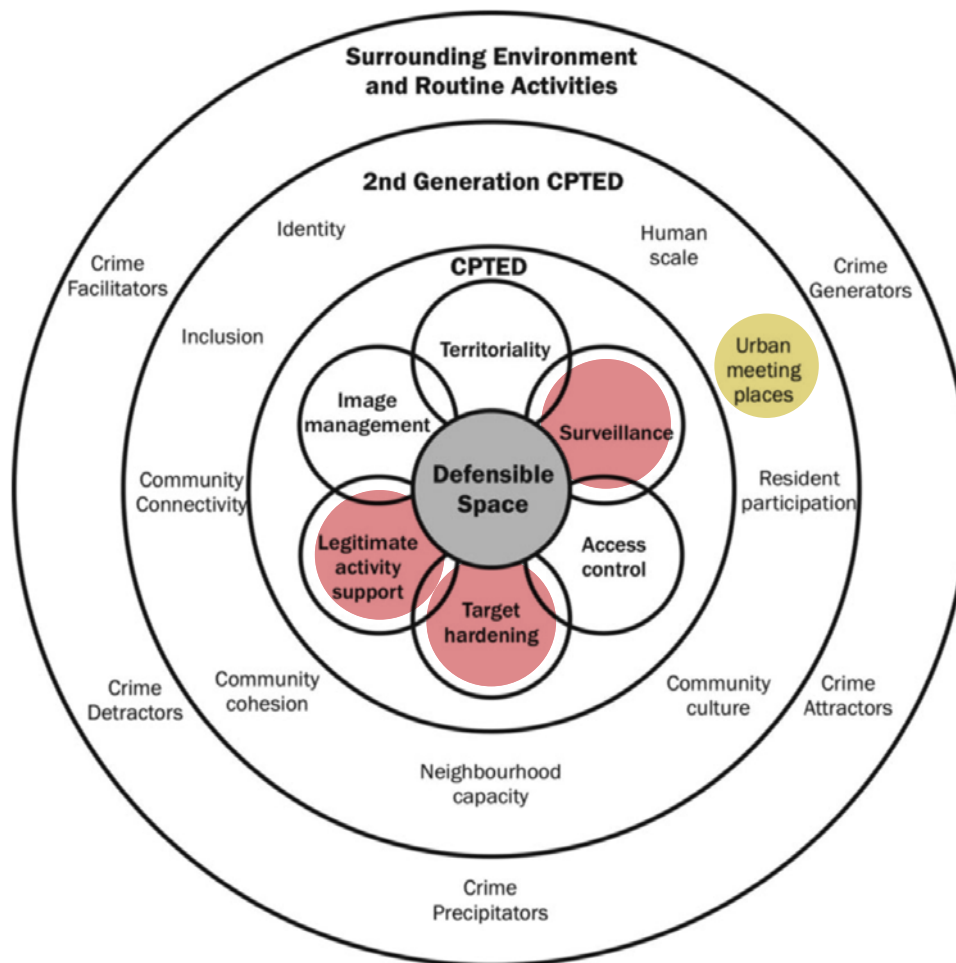 Surrounding Environment
and Routine Activities
2nd Generation CPTED
Identity
Human
scale
CPTED
Crime
Facilitators
Crime
Generators
Inclusion
Territoriality
Urban
meeting
places
Image
management
Surveillance
Defensible
Space
Community
Connectivity
Resident
participation
Legitimate
activity
support
Access
control
Target
hardening
Community
cohesion
Community
culture
Crime
Detractors
Crime
Attractors
Neighbourhood
capacity
Crime
Precipitators